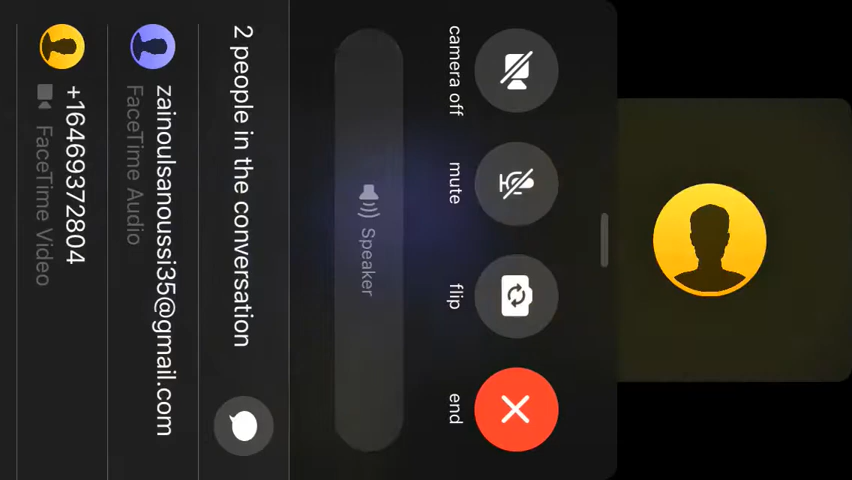 camera off
mute
flip
end
Speaker
2 people in the conversation
zainoulsanoussi35@gmail.com
FaceTime Audio
+16469372804
FaceTime Video